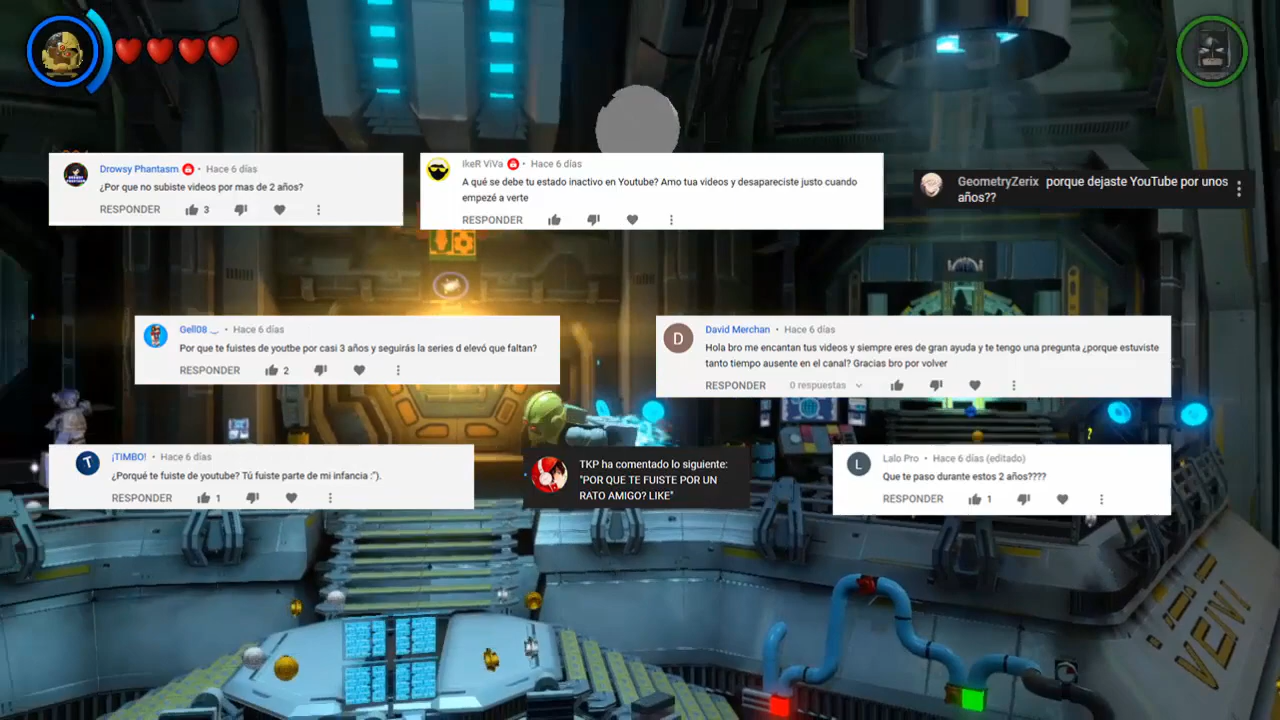 Drowsy Phantasm · Hace 6 días
¿Por que no subiste videos por mas de 2 años?
RESPONDER 3
IkeR ViVa · Hace 6 días
A qué se debe tu estado inactivo en Youtube? Amo tua videos y desapareciste justo cuando
empezé a verte
RESPONDER
GeometryZerix porque dejaste YouTube por unos
años??
Gell08 ._. · Hace 6 días
Por que te fuistes de youtbe por casi 3 años y seguirás la series d elevó que faltan?
RESPONDER 2
D
David Merchan · Hace 6 días
Hola bro me encantan tus videos y siempre eres de gran ayuda y te tengo una pregunta ¿porque estuviste
tanto tiempo ausente en el canal? Gracias bro por volver
RESPONDER 0 respuestas
T
¡TIMBO! · Hace 6 días
¿Porqué te fuiste de youtube? Tú fuiste parte de mi infancia :").
RESPONDER 1
TKP ha comentado lo siguiente:
"POR QUE TE FUISTE POR UN
RATO AMIGO? LIKE"
L
Lalo Pro · Hace 6 días (editado)
Que te paso durante estos 2 años????
RESPONDER 1